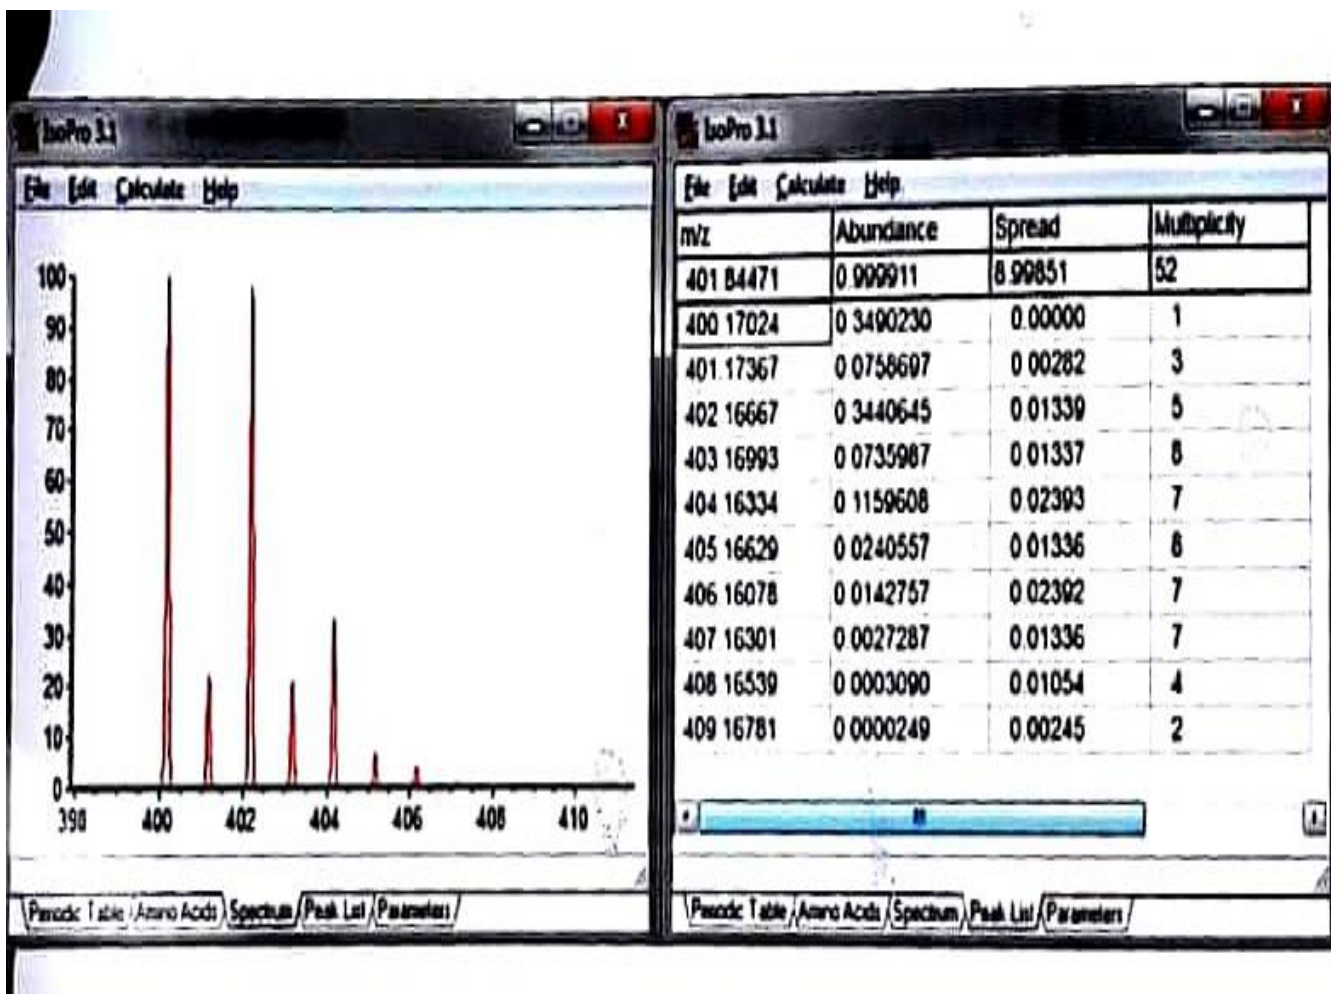 IsoPro 3.1
File Edit Calculate Help
100
90
80
70
60
50
40
30
20
10
0
398 400 402 404 406 408 410
Periodic Table Amino Acids Spectrum Peak List Parameters
IsoPro 3.1
File Edit Calculate Help
m/z Abundance Spread Multiplicity
401 84471 0.999911 8.99851 52
400 17024 0 3490230 0.00000 1
401.17367 0 0758697 0 00282 3
402 16667 0 3440645 0.01339 5
403 16993 0 0735987 0 01337 8
404 16334 0 1159608 0 02393 7
405 16629 0 0240557 0 01336 8
406 16078 0 0142757 0 02392 7
407 16301 0 0027287 0 01336 7
408 16539 0 0003090 0.01054 4
409 16781 0 0000249 0.00245 2
Periodic Table Amino Acids Spectrum Peak List Parameters